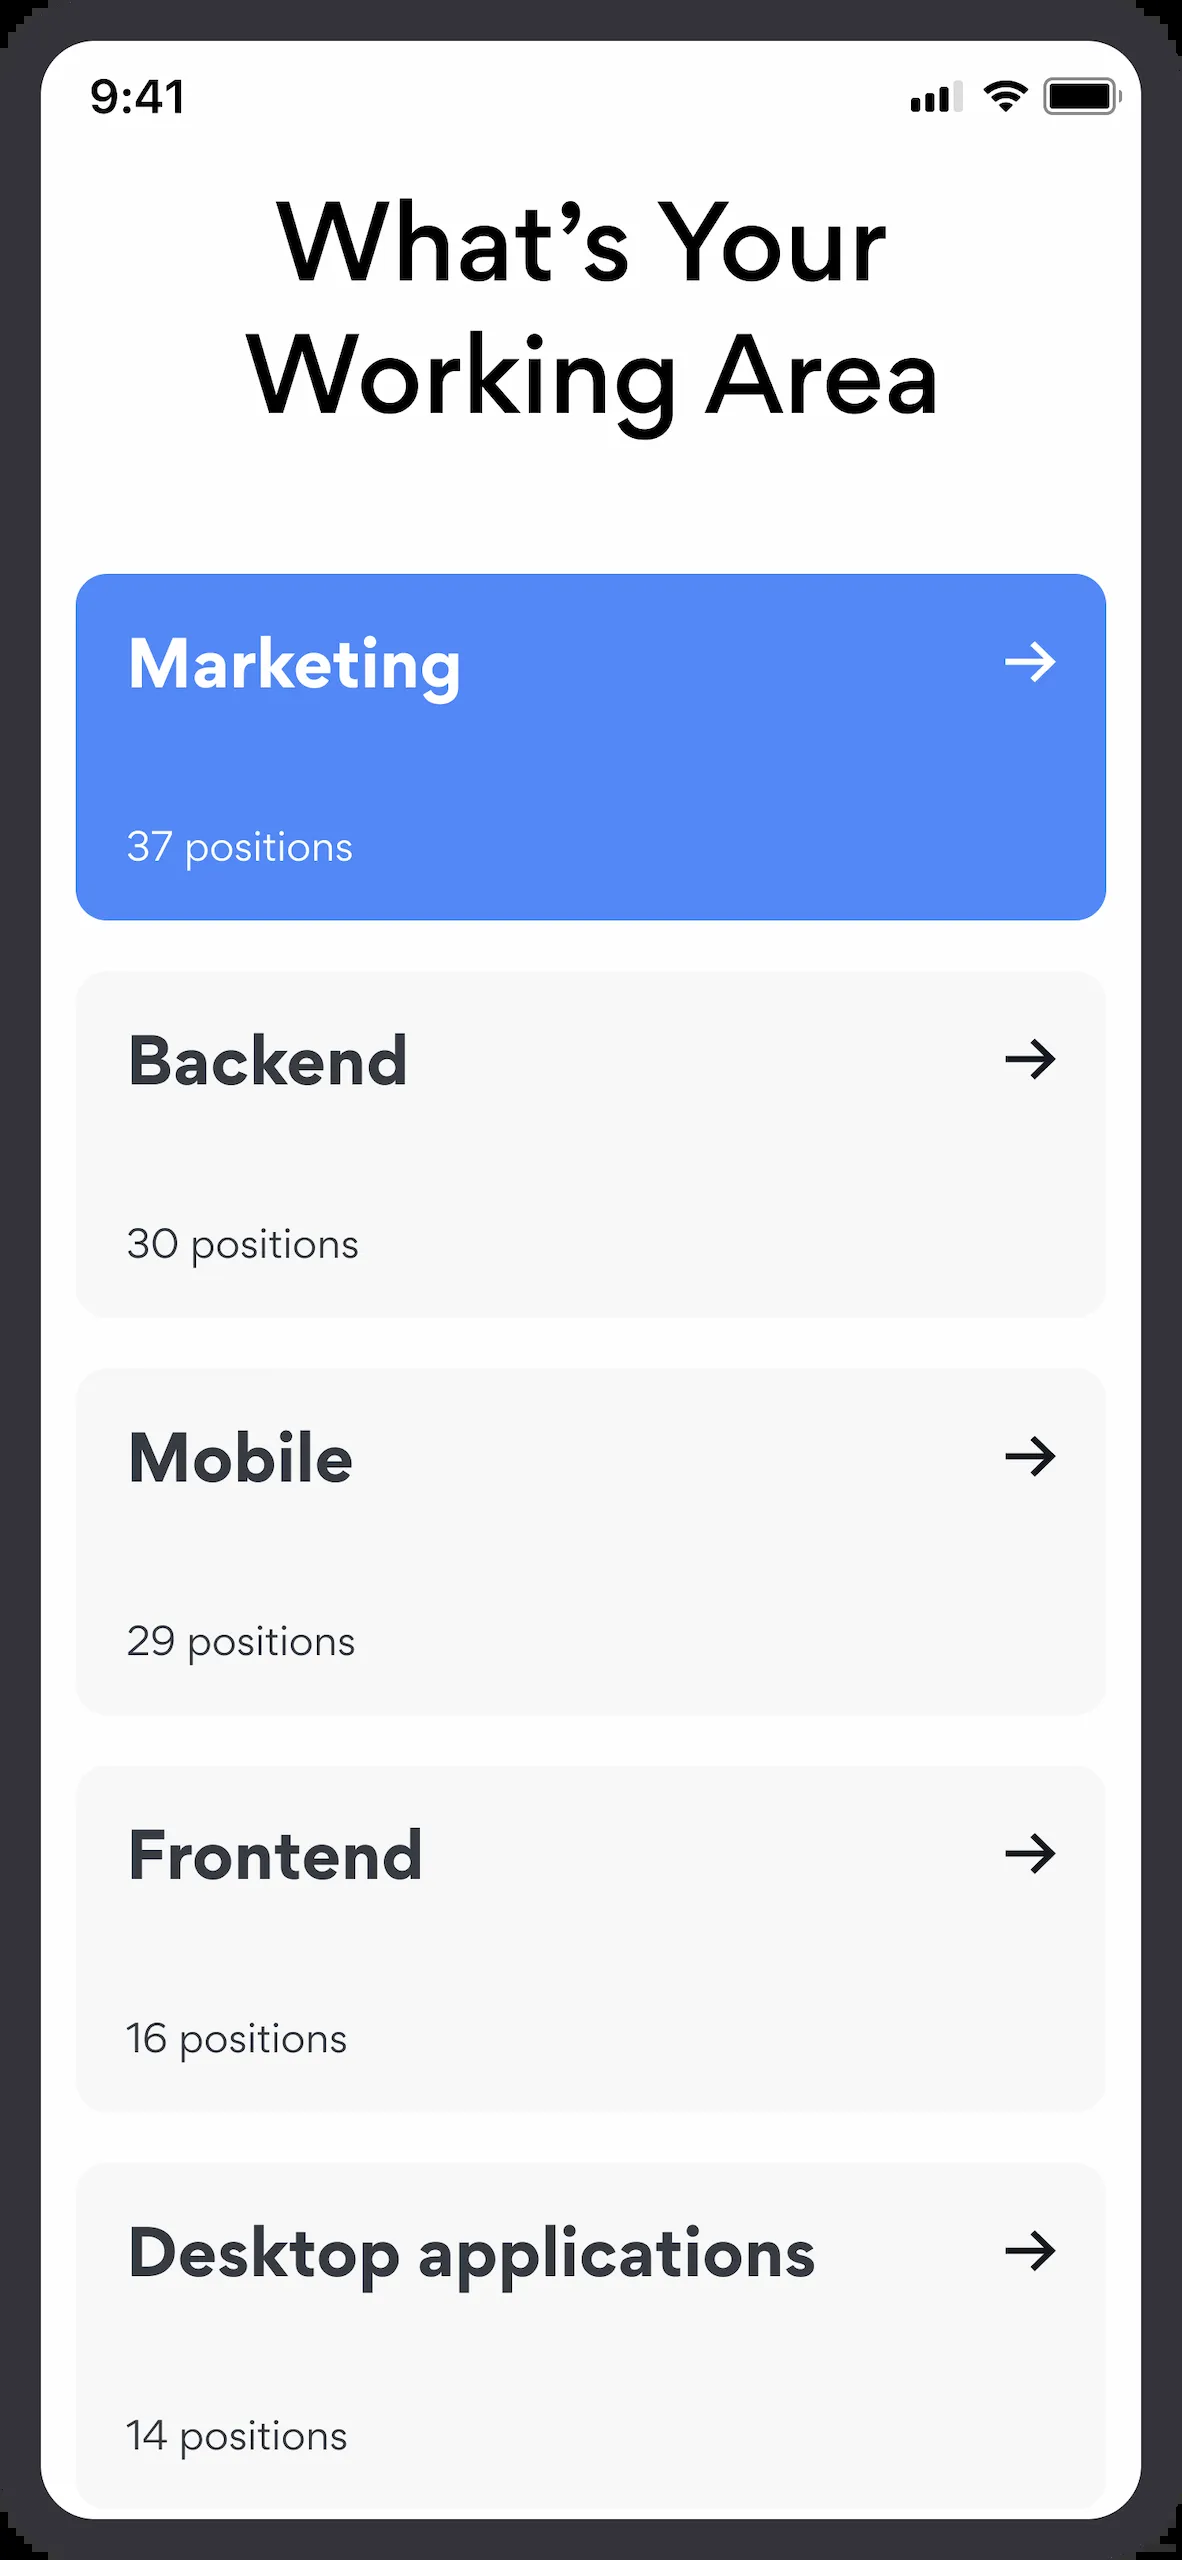 9:41
What’s Your
Working Area
Marketing
37 positions
Backend
30 positions
Mobile
29 positions
Frontend
16 positions
Desktop applications
14 positions